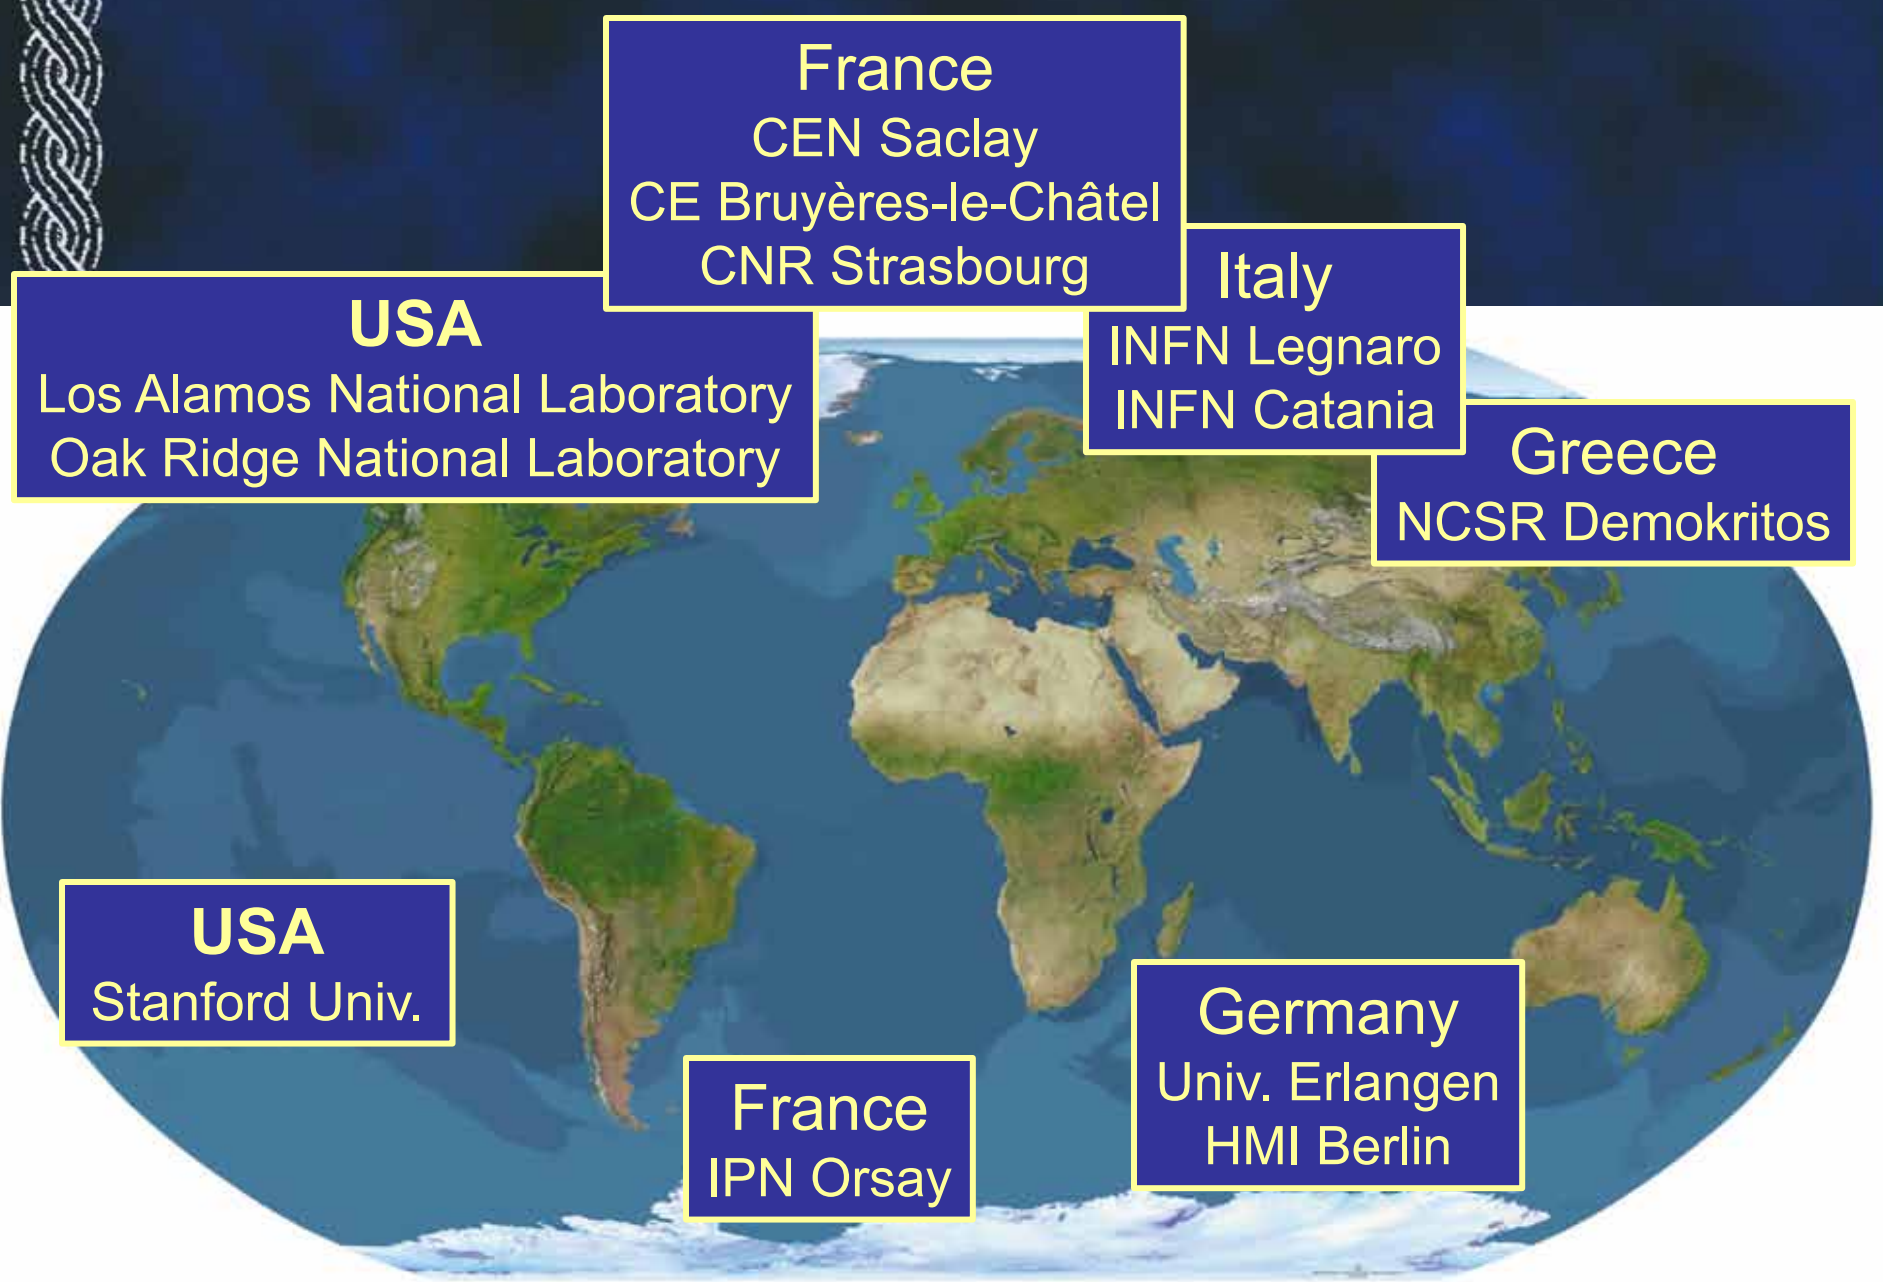 France
CEN Saclay
CE Bruyères-le-Châtel
CNR Strasbourg
USA
Los Alamos National Laboratory
Oak Ridge National Laboratory
Italy
INFN Legnaro
INFN Catania
Greece
NCSR Demokritos
USA
Stanford Univ.
France
IPN Orsay
Germany
Univ. Erlangen
HMI Berlin